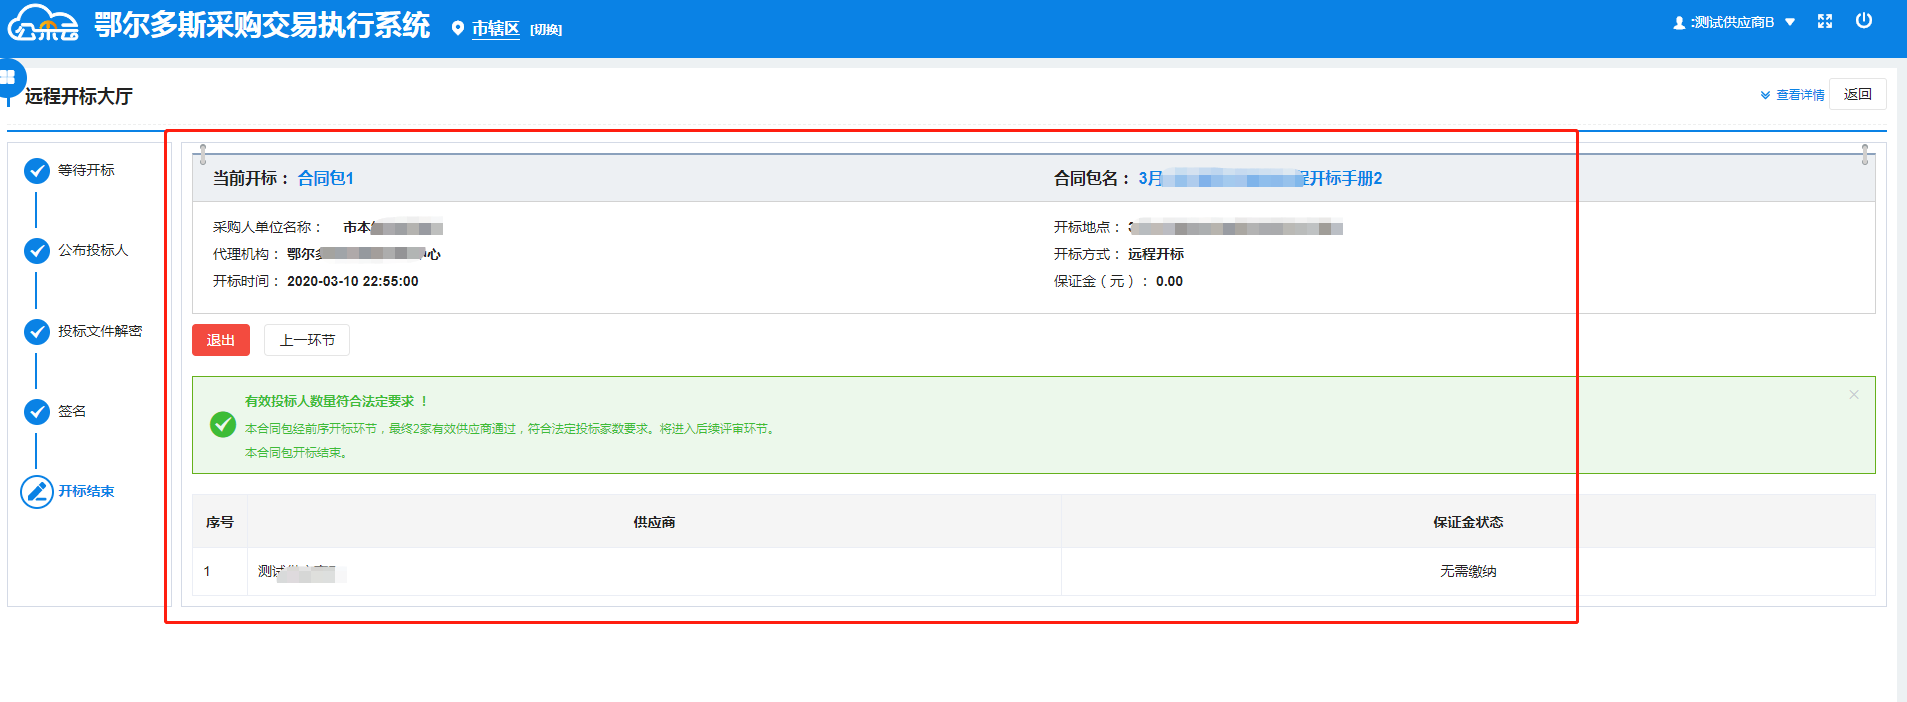 公采云 鄂尔多斯采购交易执行系统 市辖区 [切换] :测试供应商B
远程开标大厅 查看详情 返回
等待开标
公布投标人
投标文件解密
签名
开标结束
当前开标: 合同包1 合同包名: 3月 程开标手册2
采购人单位名称: 市本 开标地点: 3
代理机构: 鄂尔多 中心 开标方式: 远程开标
开标时间: 2020-03-10 22:55:00 保证金(元): 0.00
退出 上一环节
有效投标人数量符合法定要求!
本合同包经前序开标环节,最终2家有效供应商通过,符合法定投标家数要求。将进入后续评审环节。
本合同包开标结束。
序号 供应商 保证金状态
1 测试 无需缴纳